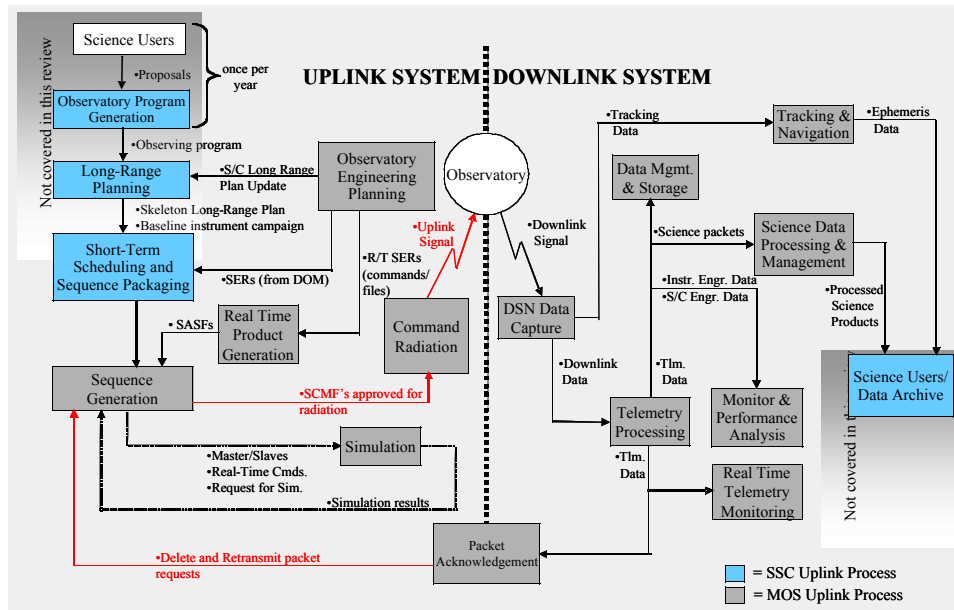 Science Users
Not covered in this review
•Proposals
once per
year
Observatory Program
Generation
•Observing program
Long-Range
Planning
•S/C Long Range
Plan Update
Observatory
Engineering
Planning
•Skeleton Long-Range Plan
•Baseline instrument campaign
Short-Term
Scheduling and
Sequence Packaging
•SERs (from DOM)
•R/T SERs
(commands/
files)
• SASFs
Real Time
Product
Generation
Command
Radiation
Sequence
Generation
•SCMF's approved for
radiation
Simulation
•Master/Slaves
•Real-Time Cmds.
•Request for Sim.
•Simulation results
•Delete and Retransmit packet
requests
UPLINK SYSTEM
DOWNLINK SYSTEM
Observatory
•Uplink
Signal
•Downlink
Signal
DSN Data
Capture
•Tracking
Data
Tracking &
Navigation
•Ephemeris
Data
Data Mgmt.
& Storage
•Science packets
Science Data
Processing &
Management
•Instr. Engr. Data
•S/C Engr. Data
•Processed
Science
Products
•Downlink
Data
•Tlm.
Data
Telemetry
Processing
Monitor &
Performance
Analysis
Science Users/
Data Archive
Not covered in th
•Tlm.
Data
Real Time
Telemetry
Monitoring
Packet
Acknowledgement
= SSC Uplink Process
= MOS Uplink Process